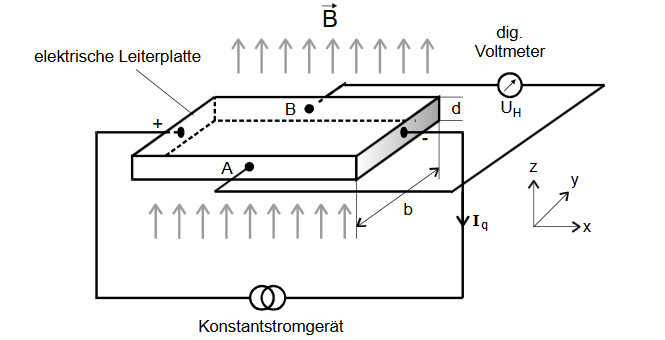 B
dig.
Voltmeter
elektrische Leiterplatte
U_H
B
d
+
-
A
b
I_q
z
y
x
Konstantstromgerät